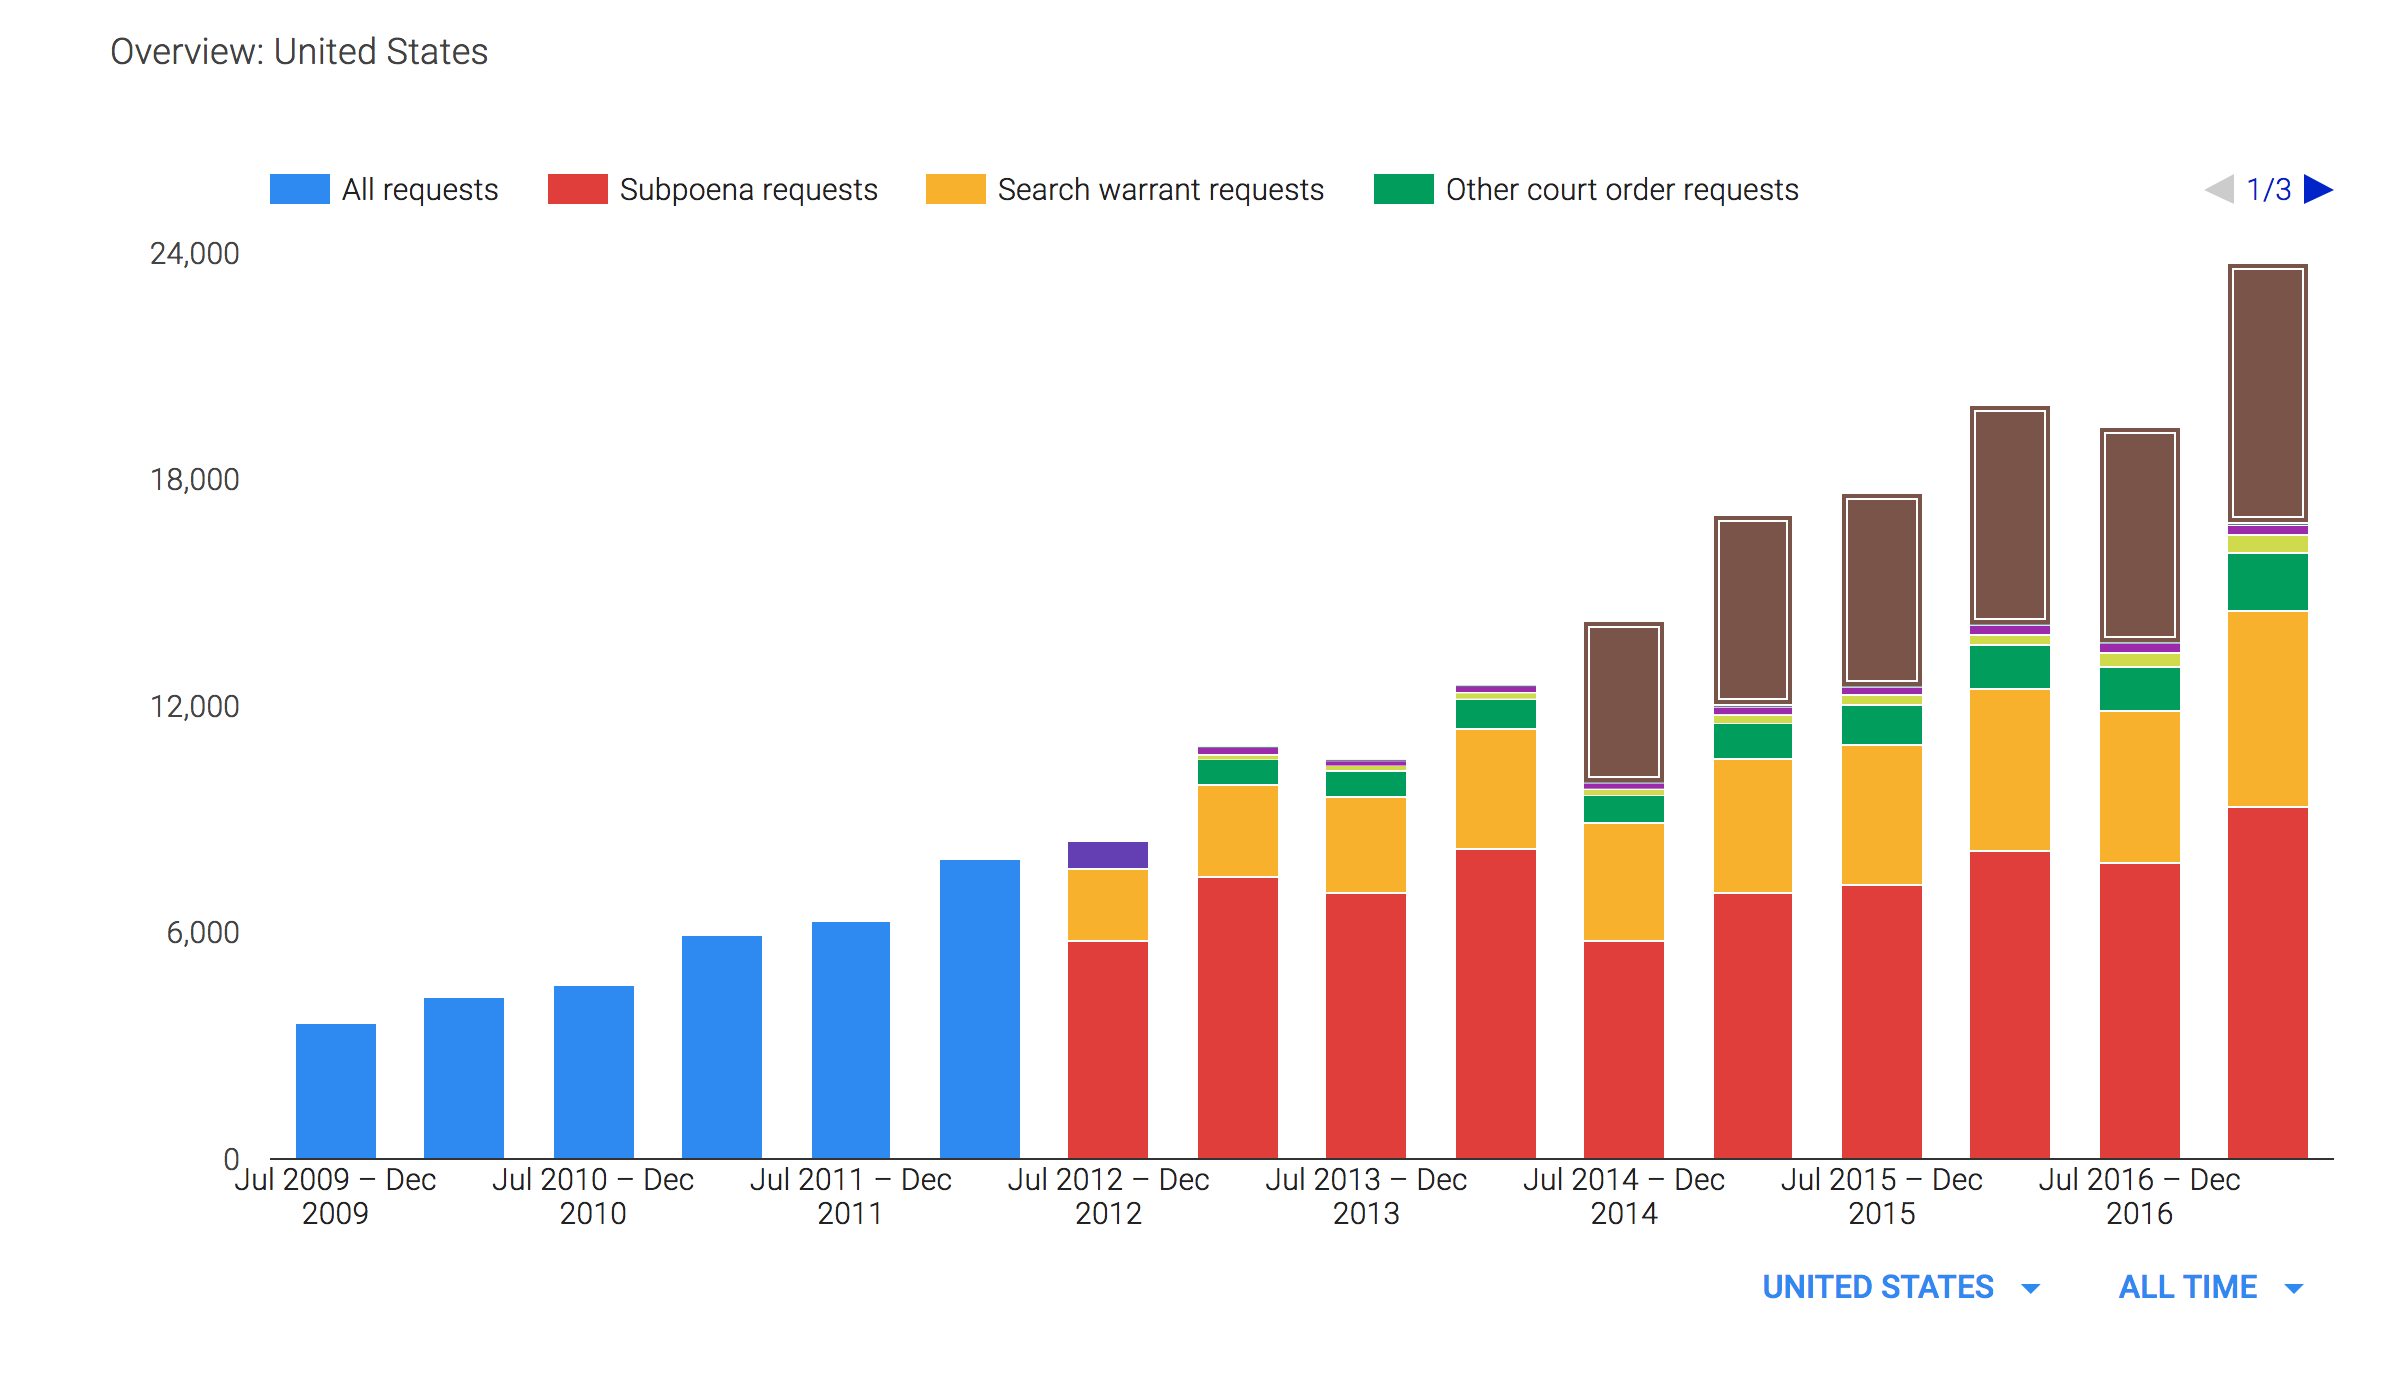 Overview: United States
All requests
Subpoena requests
Search warrant requests
Other court order requests
1/3
24,000
18,000
12,000
6,000
0
Jul 2009 – Dec 2009
Jul 2010 – Dec 2010
Jul 2011 – Dec 2011
Jul 2012 – Dec 2012
Jul 2013 – Dec 2013
Jul 2014 – Dec 2014
Jul 2015 – Dec 2015
Jul 2016 – Dec 2016
UNITED STATES
ALL TIME